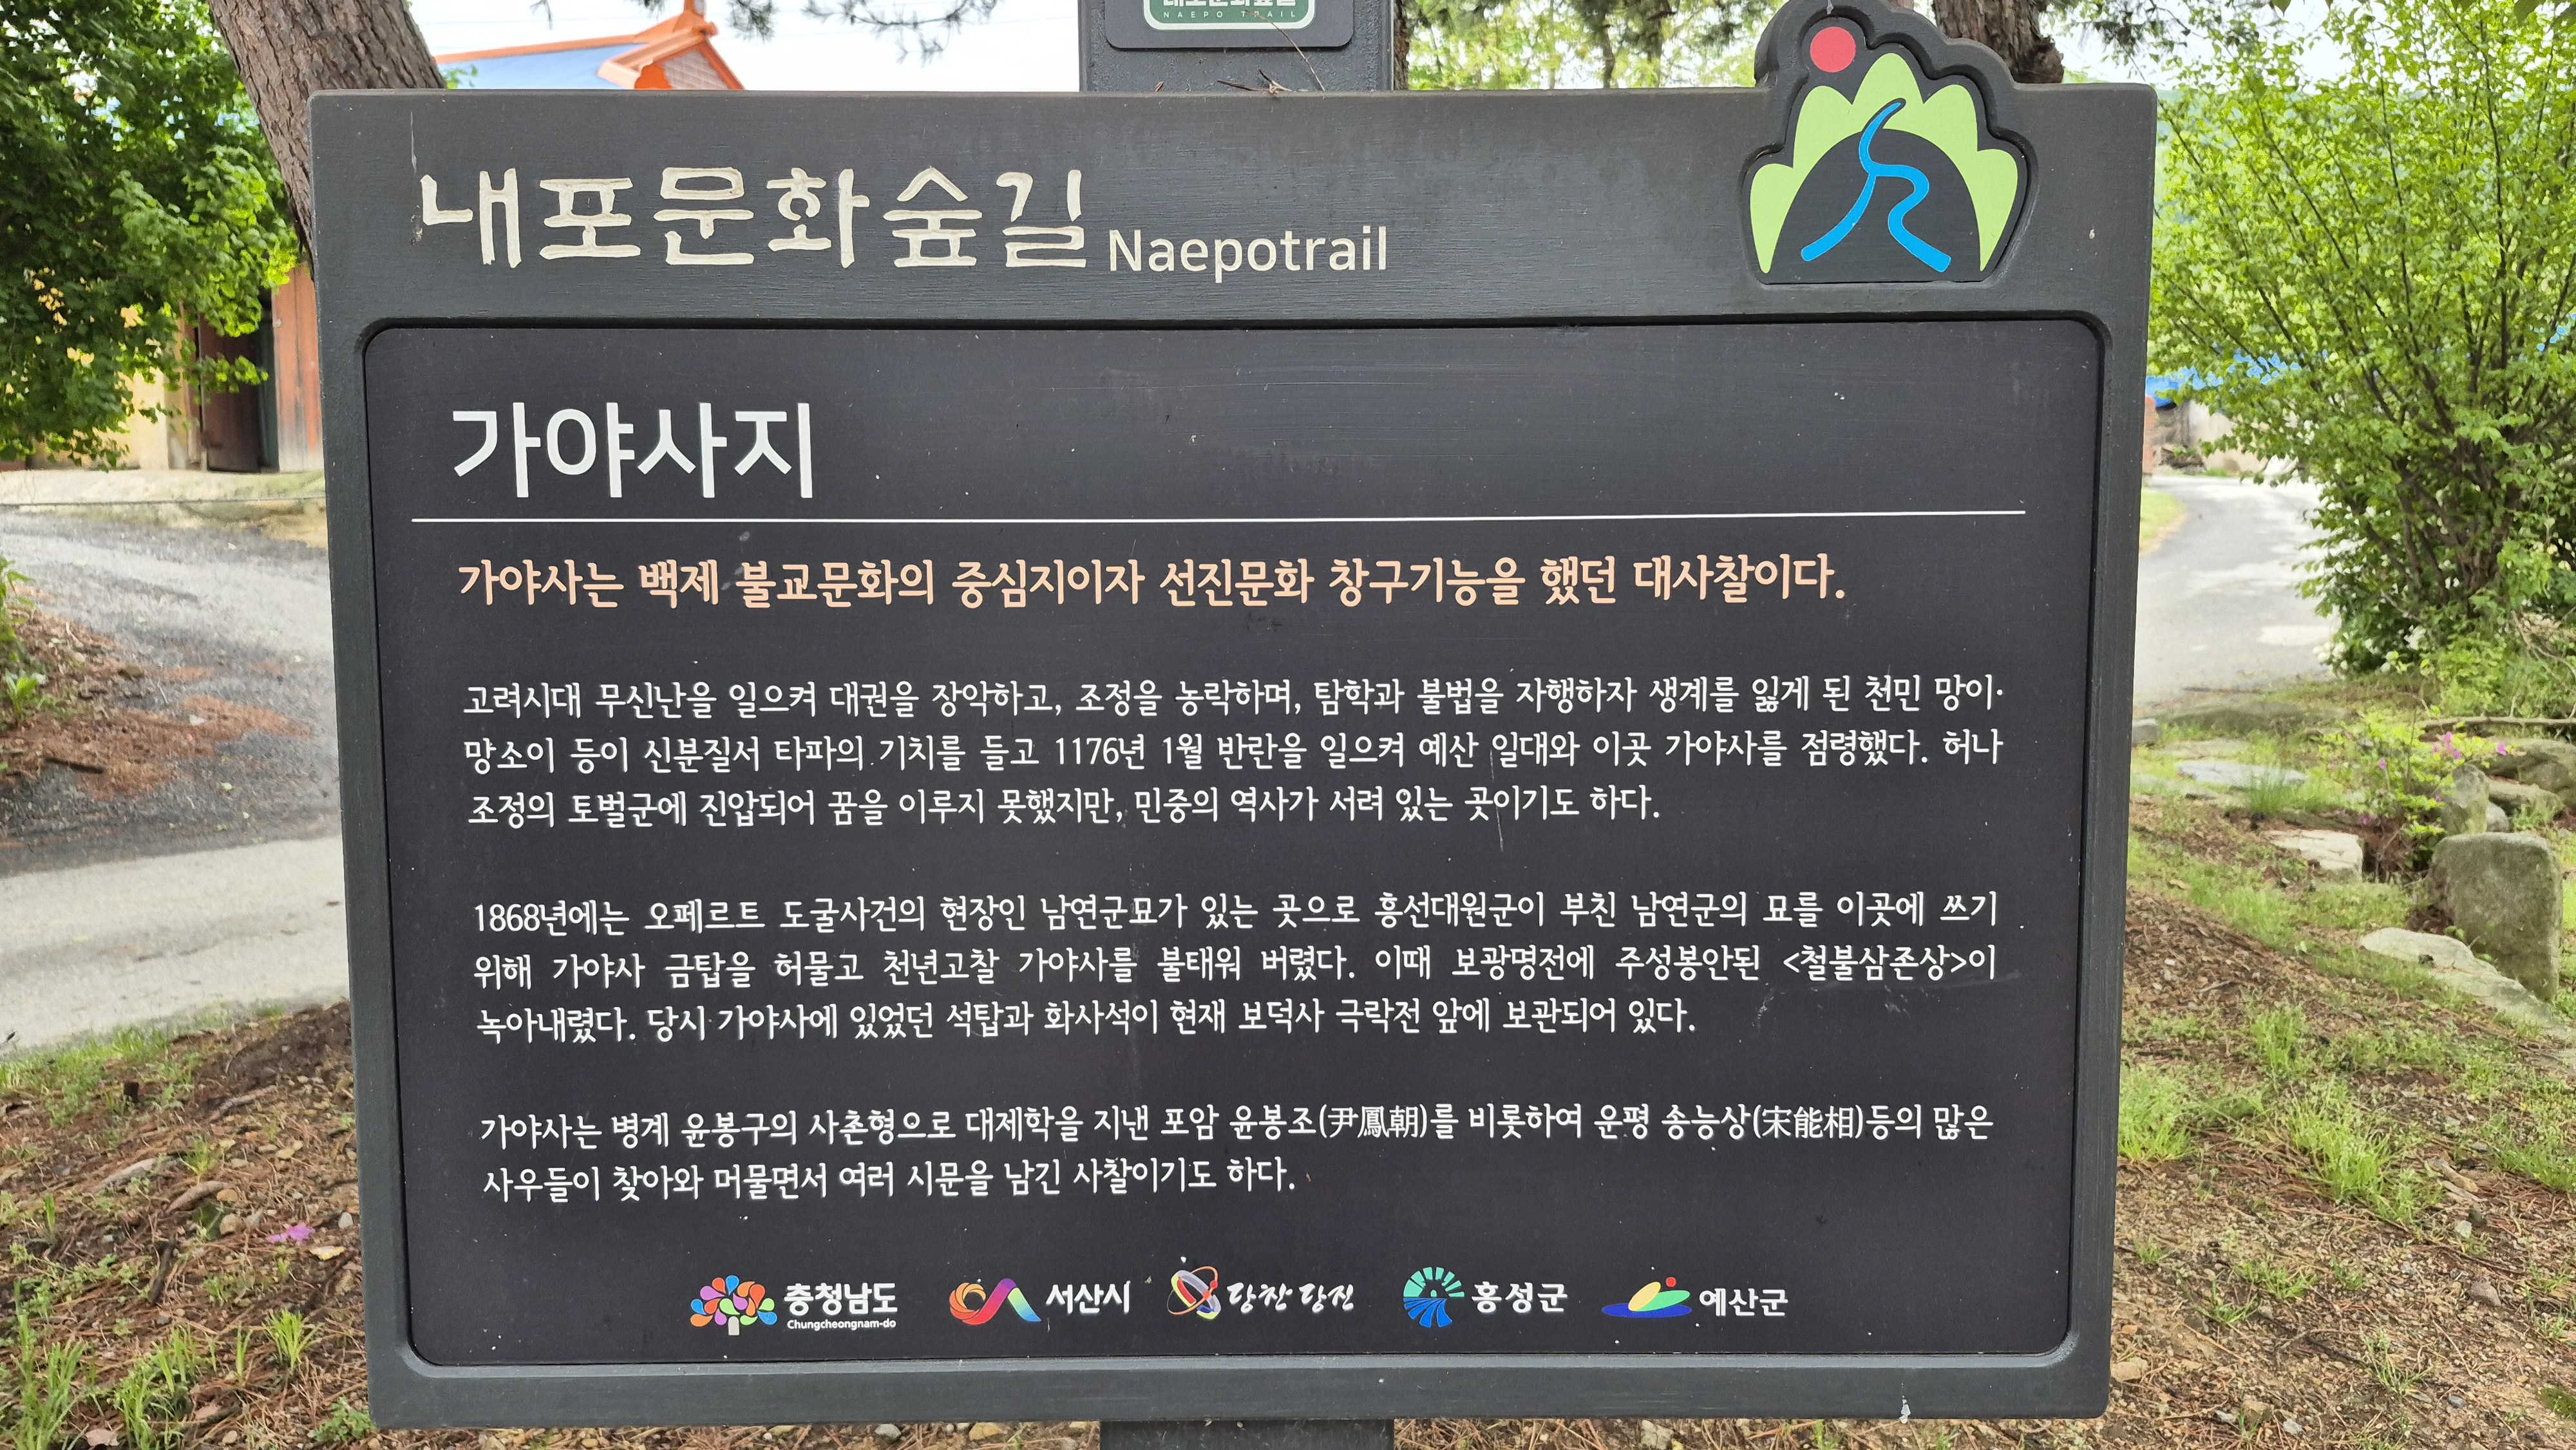 NAEPO TRAIL
내포문화숲길 Naepotrail
가야사지
가야사는 백제 불교문화의 중심지이자 선진문화 창구기능을 했던 대사찰이다.
고려시대 무신난을 일으켜 대권을 장악하고, 조정을 농락하며, 탐학과 불법을 자행하자 생계를 잃게 된 천민 망이·
망소이 등이 신분질서 타파의 기치를 들고 1176년 1월 반란을 일으켜 예산 일대와 이곳 가야사를 점령했다. 허나
조정의 토벌군에 진압되어 꿈을 이루지 못했지만, 민중의 역사가 서려 있는 곳이기도 하다.
1868년에는 오페르트 도굴사건의 현장인 남연군묘가 있는 곳으로 흥선대원군이 부친 남연군의 묘를 이곳에 쓰기
위해 가야사 금탑을 허물고 천년고찰 가야사를 불태워 버렸다. 이때 보광명전에 주성봉안된 <철불삼존상>이
녹아내렸다. 당시 가야사에 있었던 석탑과 화사석이 현재 보덕사 극락전 앞에 보관되어 있다.
가야사는 병계 윤봉구의 사촌형으로 대제학을 지낸 포암 윤봉조(尹鳳朝)를 비롯하여 운평 송능상(宋能相)등의 많은
사우들이 찾아와 머물면서 여러 시문을 남긴 사찰이기도 하다.
충청남도 서산시 당찬 당진 홍성군 예산군
Chungcheongnam-do